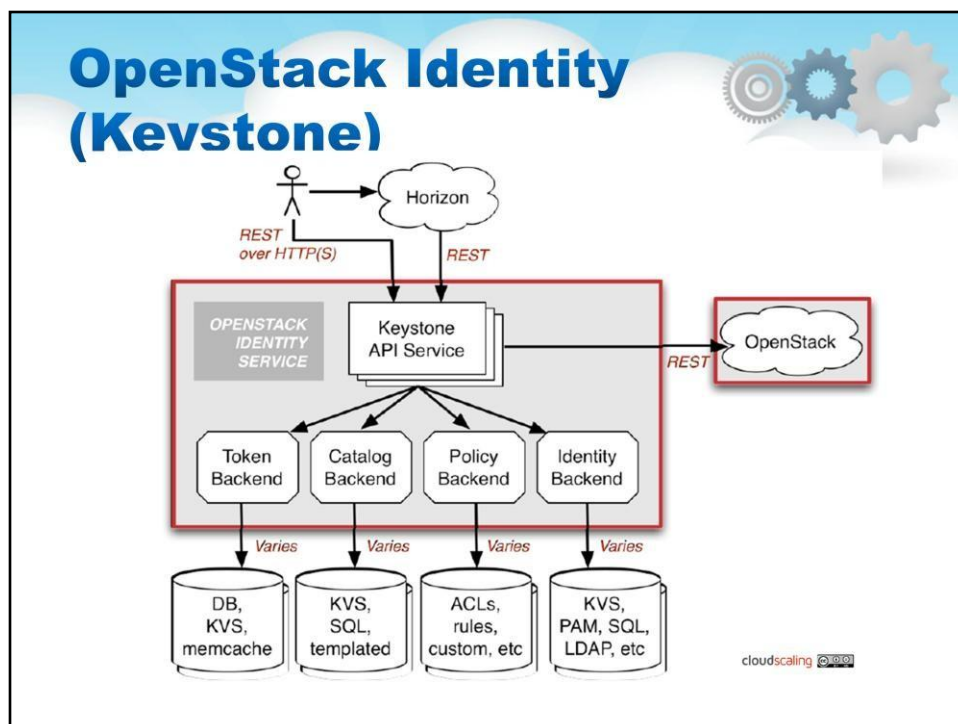 OpenStack Identity
(Keystone)
Horizon
REST
over HTTP(S)
REST
OPENSTACK
IDENTITY
SERVICE
Keystone
API Service
REST
OpenStack
Token
Backend
Catalog
Backend
Policy
Backend
Identity
Backend
Varies
Varies
Varies
Varies
DB,
KVS,
memcache
KVS,
SQL,
templated
ACLs,
rules,
custom, etc
KVS,
PAM, SQL,
LDAP, etc
cloudscaling